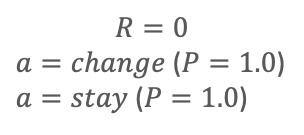 R = 0
a = change (P = 1.0)
a = stay (P = 1.0)